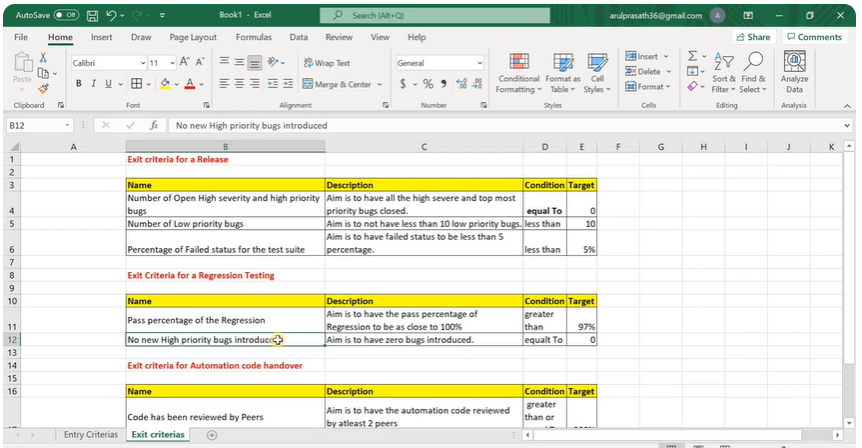 AutoSave Off Book1 - Excel Search (Alt+Q) arulprasath36@gmail.com A
File Home Insert Draw Page Layout Formulas Data Review View Help Share Comments
Calibri 11 A A Wrap Text General Insert Σ
Paste B I U A Merge & Center $ % 9 Conditional Format as Cell Delete Sort & Find & Analyze
Formatting Table Styles Format Filter Select Data
Clipboard Font Alignment Number Styles Cells Editing Analysis
B12 fx No new High priority bugs introduced
A B C D E F G H I J K
1 Exit criteria for a Release
2
3 Name Description Condition Target
Number of Open High severity and high priority Aim is to have all the high severe and top most
4 bugs priority bugs closed. equal To 0
5 Number of Low priority bugs Aim is to not have less than 10 low priority bugs. less than 10
Aim is to have failed status to be less than 5
6 Percentage of Failed status for the test suite percentage. less than 5%
7
8 Exit Criteria for a Regression Testing
9
10 Name Description Condition Target
Aim is to have the pass percentage of greater
11 Pass percentage of the Regression Regression to be as close to 100% than 97%
12 No new High priority bugs introduc Aim is to have zero bugs introduced. equalt To 0
13
14 Exit criteria for Automation code handover
15
16 Name Description Condition Target
greater
Code has been reviewed by Peers Aim is to have the automation code reviewed than or
by atleast 2 peers
Entry Criterias Exit criterias